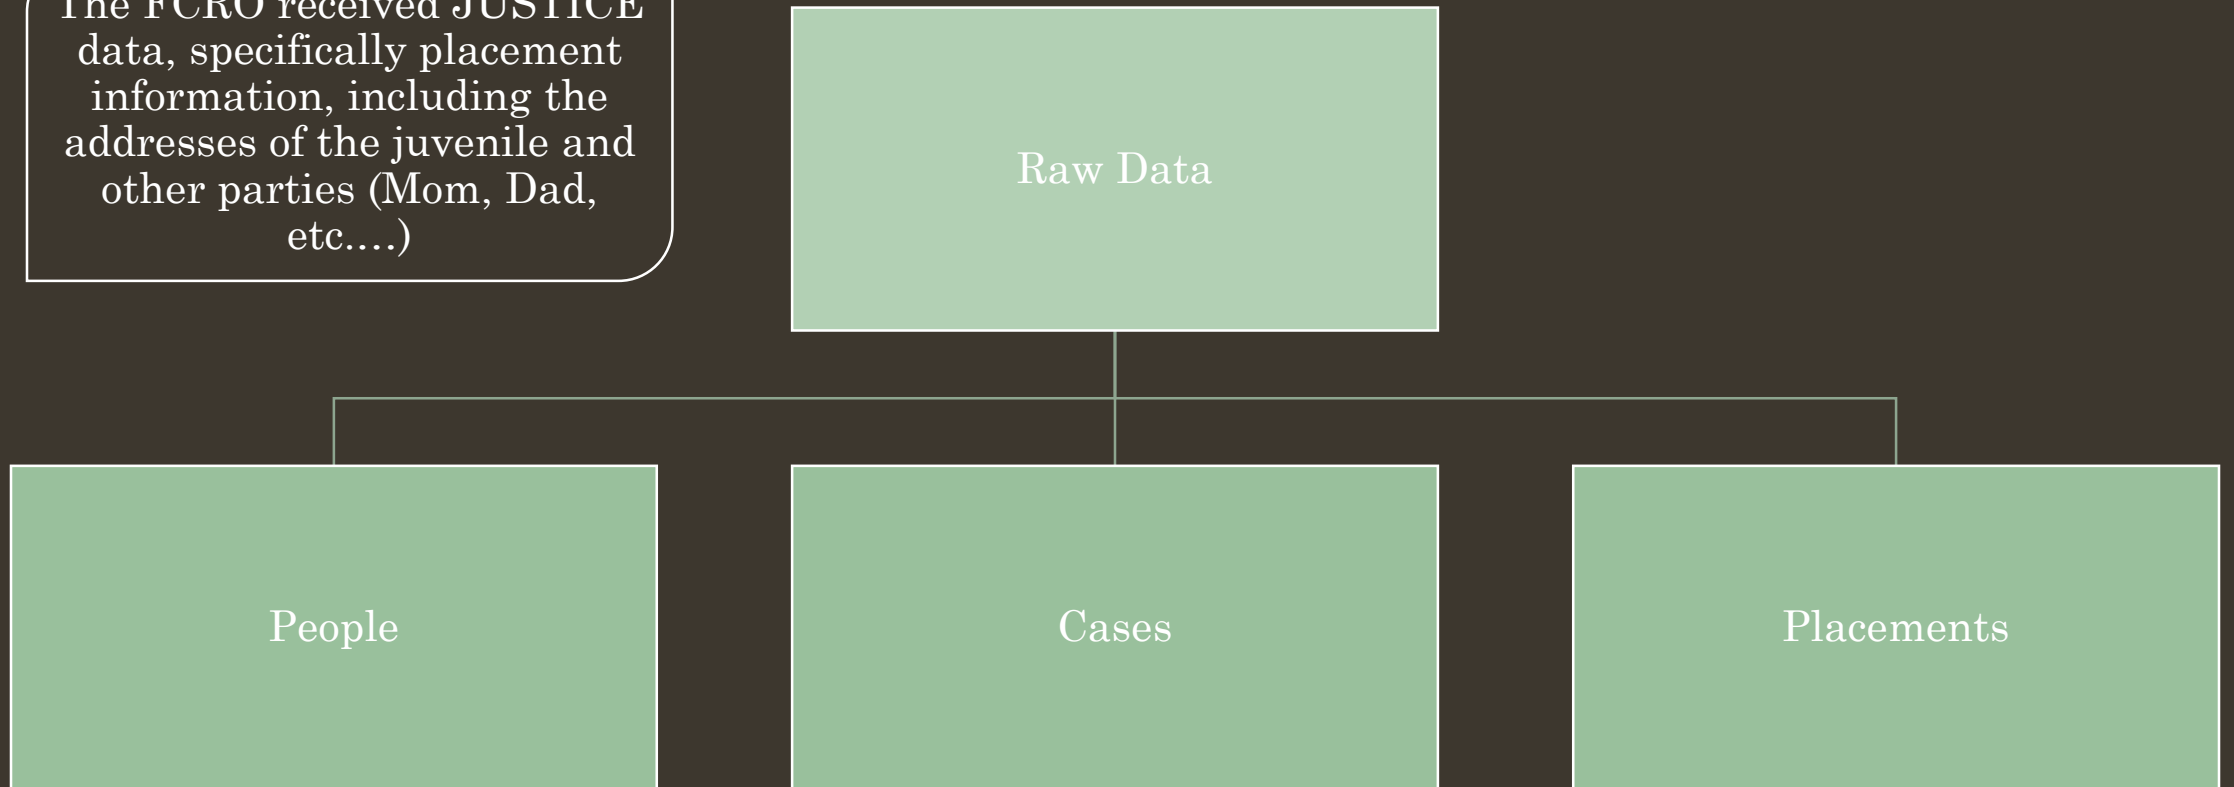 The FCRO received JUSTICE
data, specifically placement
information, including the
addresses of the juvenile and
other parties (Mom, Dad,
etc.…)
Raw Data
People
Cases
Placements